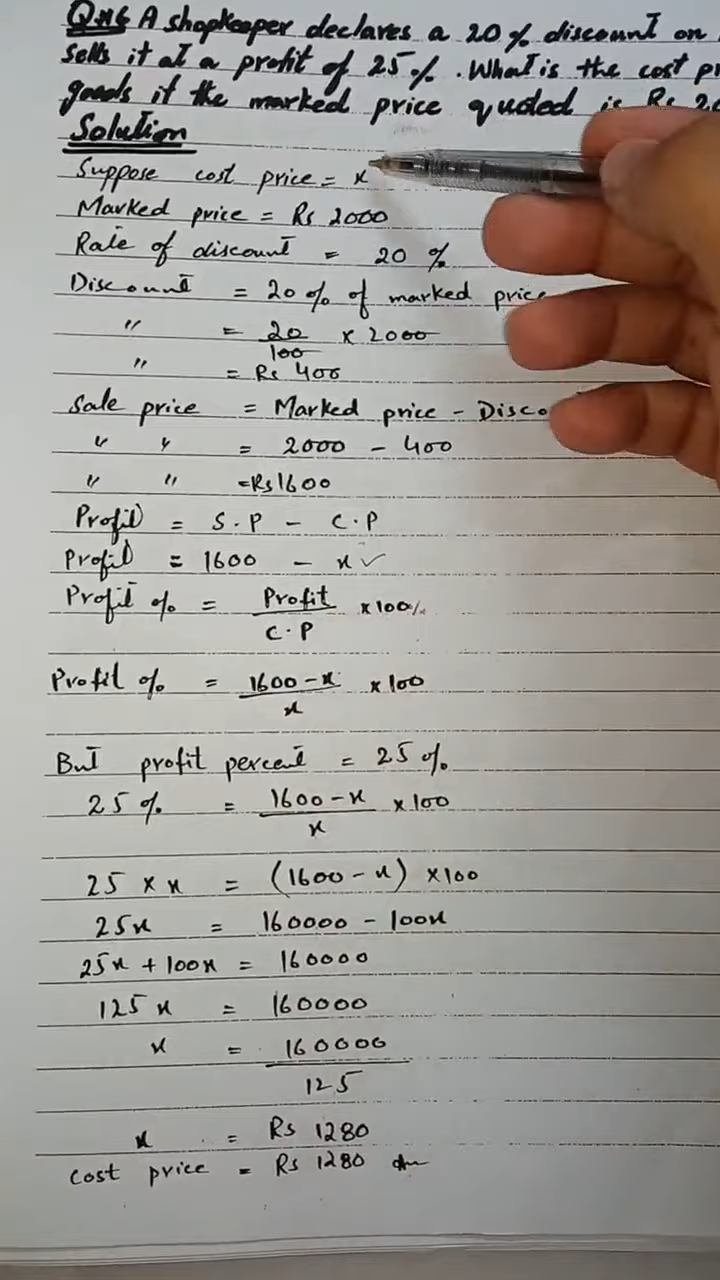 Q#16 A shopkeeper declares a 20% discount on
sells it at a profit of 25%. What is the cost pr
goods if the marked price quoted is Rs 20
Solution
Suppose cost price = x
Marked price = Rs 2000
Rate of discount = 20 %
Discount = 20% of marked price
" = 20/100 x 2000
" = Rs 400
Sale price = Marked price - Disco
" " = 2000 - 400
" " = Rs 1600
Profit = S.P - C.P
Profit = 1600 - x ✓
Profit % = Profit/C.P x 100%
Profit % = 1600-x/x x 100
But profit percent = 25%.
25% = 1600-x/x x 100
25 x x = (1600-x) x 100
25x = 160000 - 100x
25x + 100x = 160000
125 x = 160000
x = 160000/125
x = Rs 1280
Cost price = Rs 1280